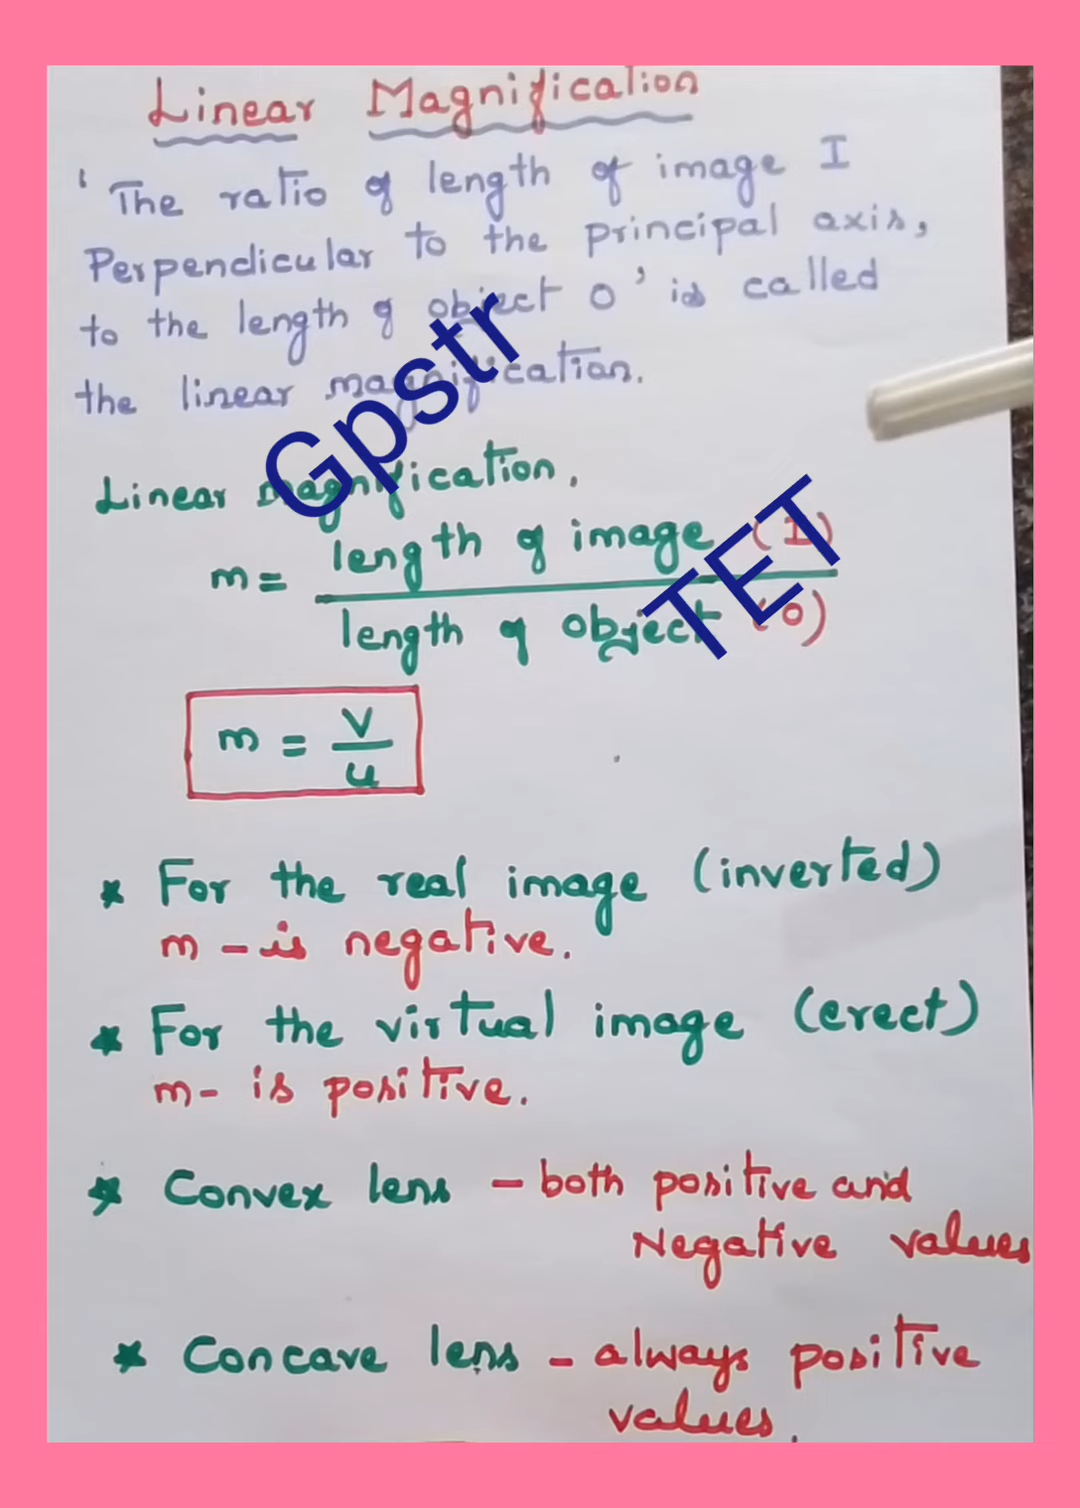 Linear Magnification
'The ratio of length of image I
Perpendicular to the principal axis,
to the length of object O' is called
the linear magnification.
Linear magnification,
m = length of image (I)
length of object (O)
m = v
u
* For the real image (inverted)
m - is negative.
* For the virtual image (erect)
m- is positive.
* Convex lens - both positive and
Negative values
* Concave lens - always positive
values.
Gpstr
TET